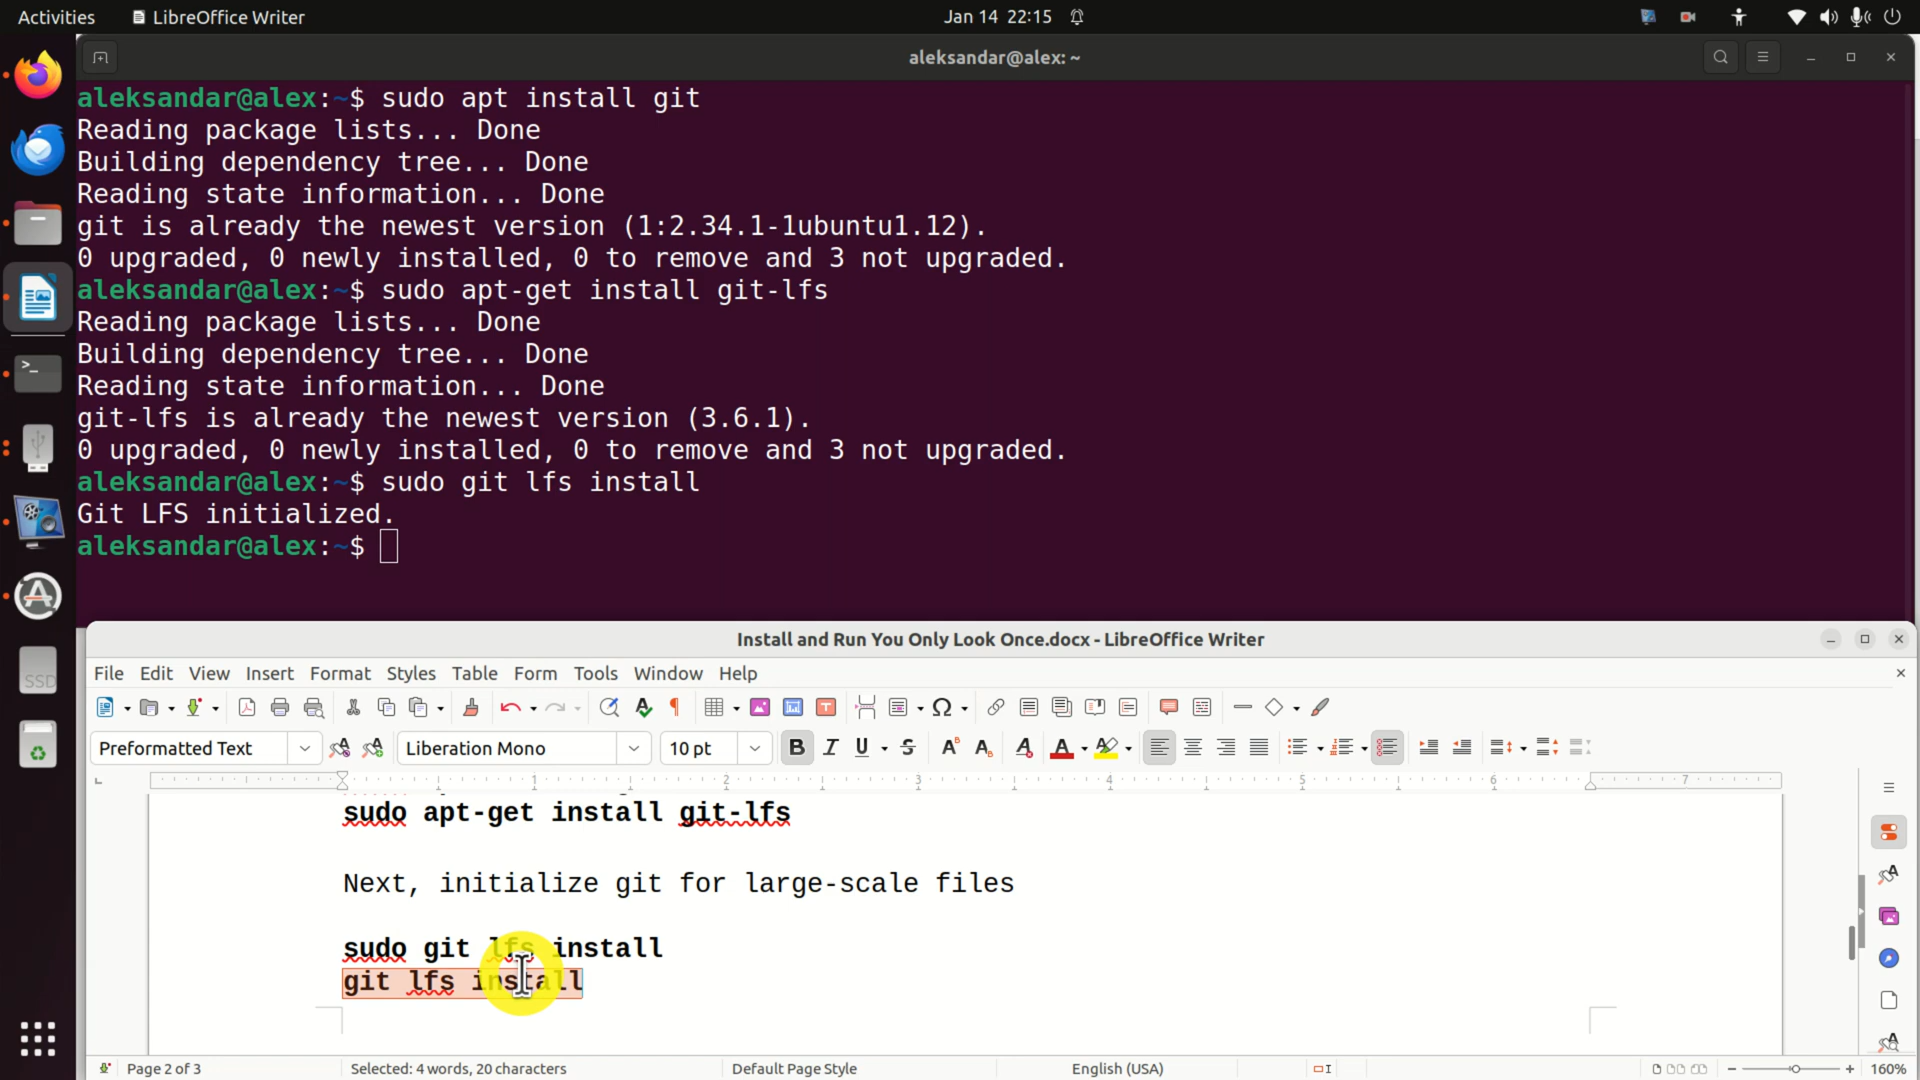 Activities LibreOffice Writer Jan 14 22:15
aleksandar@alex: ~
aleksandar@alex:~$ sudo apt install git
Reading package lists... Done
Building dependency tree... Done
Reading state information... Done
git is already the newest version (1:2.34.1-1ubuntu1.12).
0 upgraded, 0 newly installed, 0 to remove and 3 not upgraded.
aleksandar@alex:~$ sudo apt-get install git-lfs
Reading package lists... Done
Building dependency tree... Done
Reading state information... Done
git-lfs is already the newest version (3.6.1).
0 upgraded, 0 newly installed, 0 to remove and 3 not upgraded.
aleksandar@alex:~$ sudo git lfs install
Git LFS initialized.
aleksandar@alex:~$
SSD
Install and Run You Only Look Once.docx - LibreOffice Writer
File Edit View Insert Format Styles Table Form Tools Window Help
Preformatted Text Liberation Mono 10 pt
1 2 3 4 5 6 7
sudo apt-get install git-lfs
Next, initialize git for large-scale files
sudo git lfs install
git lfs install
Page 2 of 3 Selected: 4 words, 20 characters Default Page Style English (USA) 160%